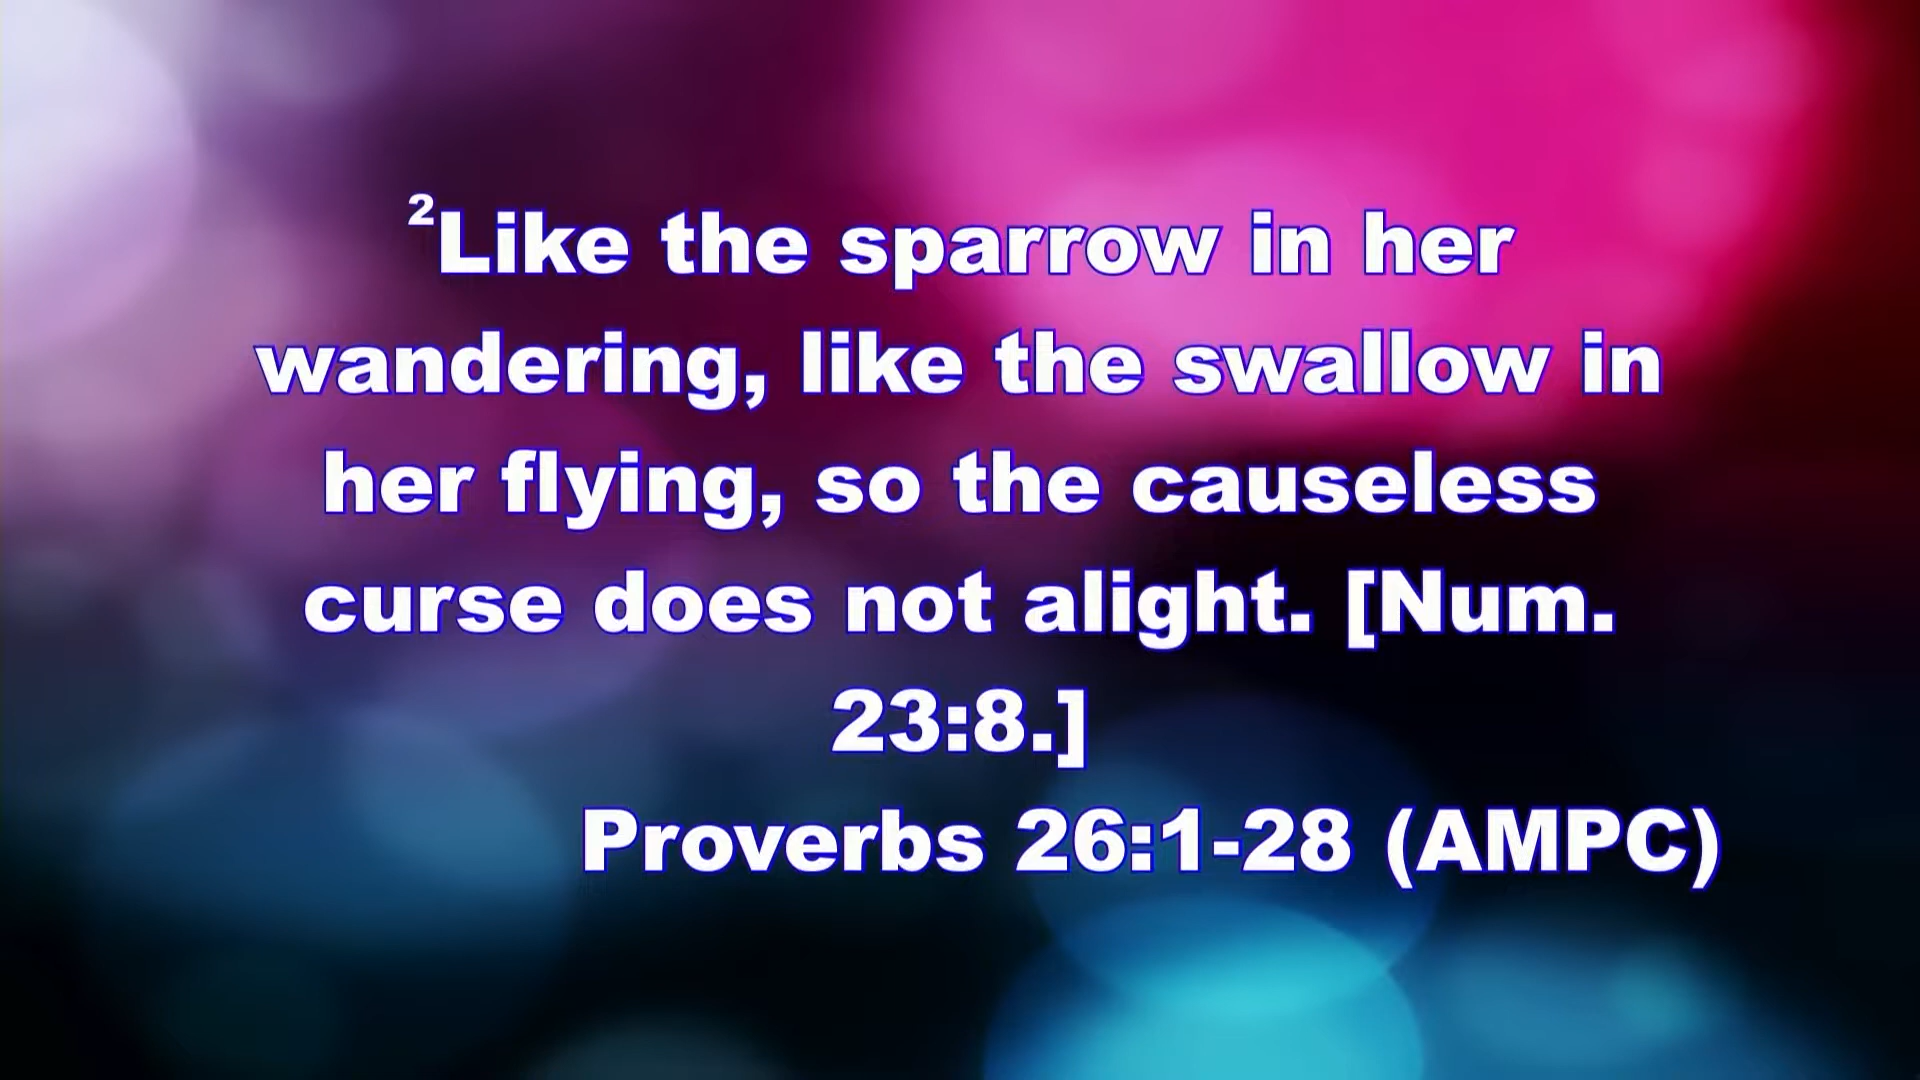 ²Like the sparrow in her
wandering, like the swallow in
her flying, so the causeless
curse does not alight. [Num.
23:8.]
Proverbs 26:1-28 (AMPC)